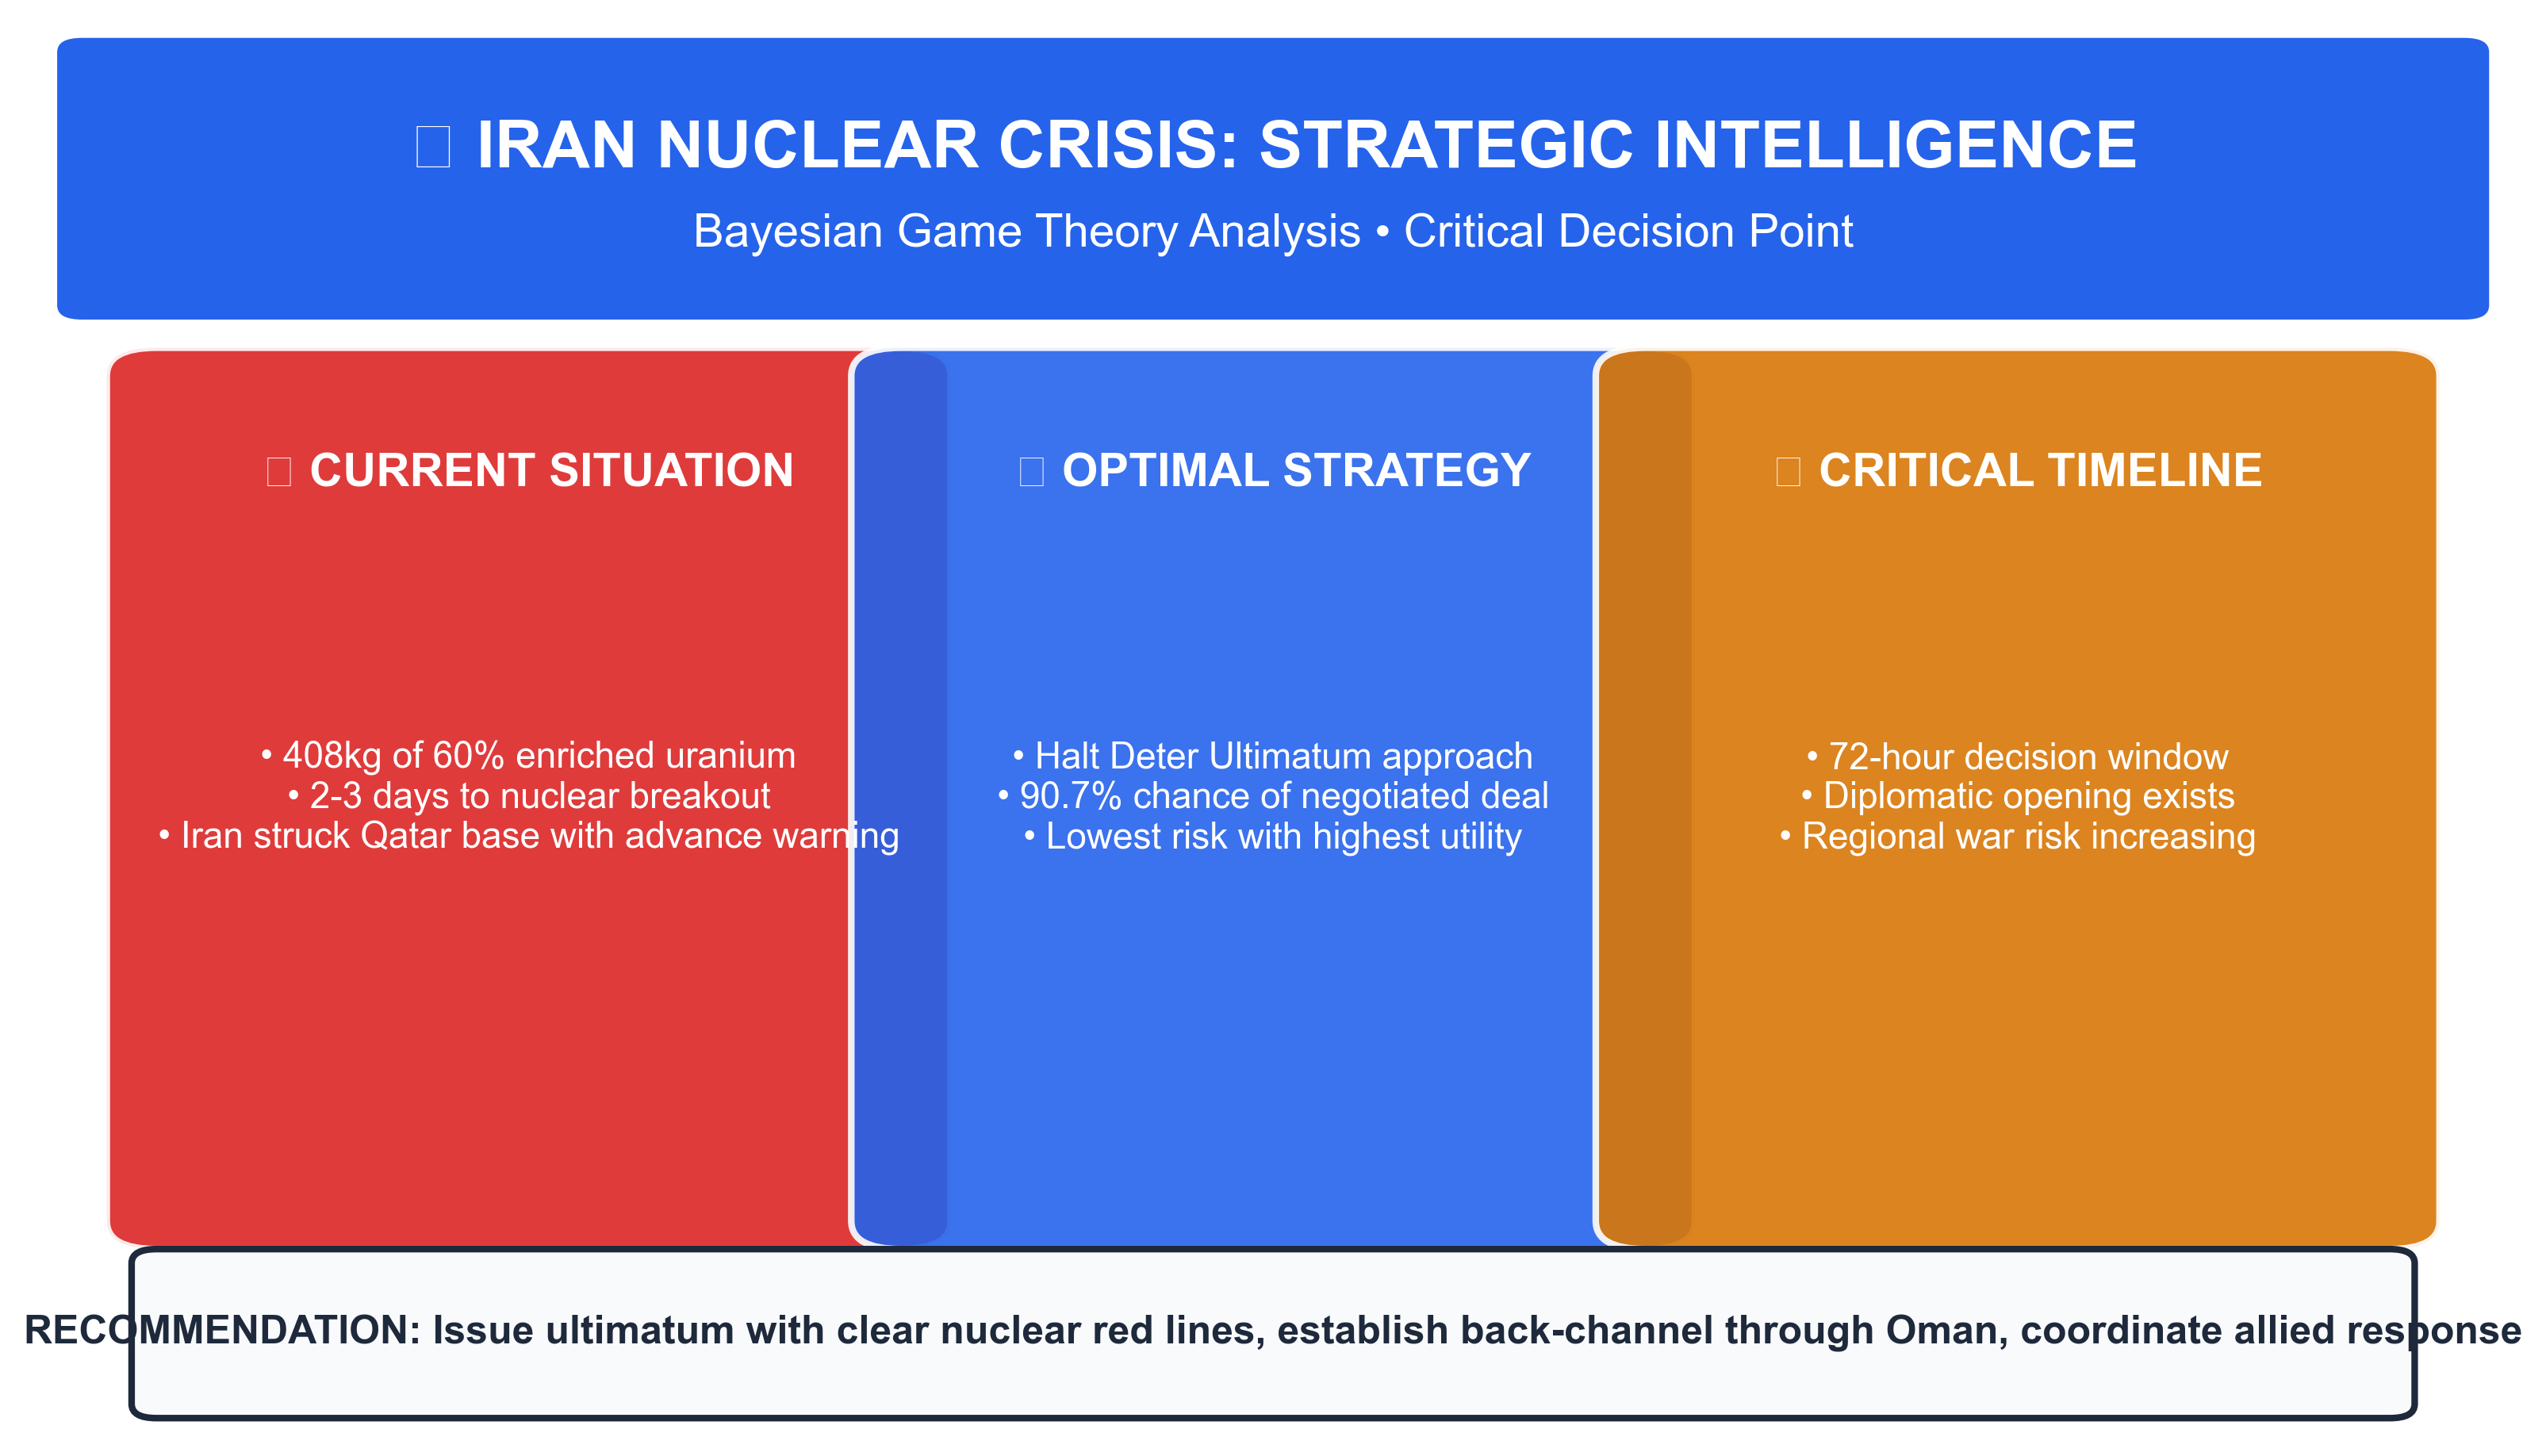 IRAN NUCLEAR CRISIS: STRATEGIC INTELLIGENCE
Bayesian Game Theory Analysis • Critical Decision Point
CURRENT SITUATION
• 408kg of 60% enriched uranium
• 2-3 days to nuclear breakout
• Iran struck Qatar base with advance warning
OPTIMAL STRATEGY
• Halt Deter Ultimatum approach
• 90.7% chance of negotiated deal
• Lowest risk with highest utility
CRITICAL TIMELINE
• 72-hour decision window
• Diplomatic opening exists
• Regional war risk increasing
RECOMMENDATION: Issue ultimatum with clear nuclear red lines, establish back-channel through Oman, coordinate allied response